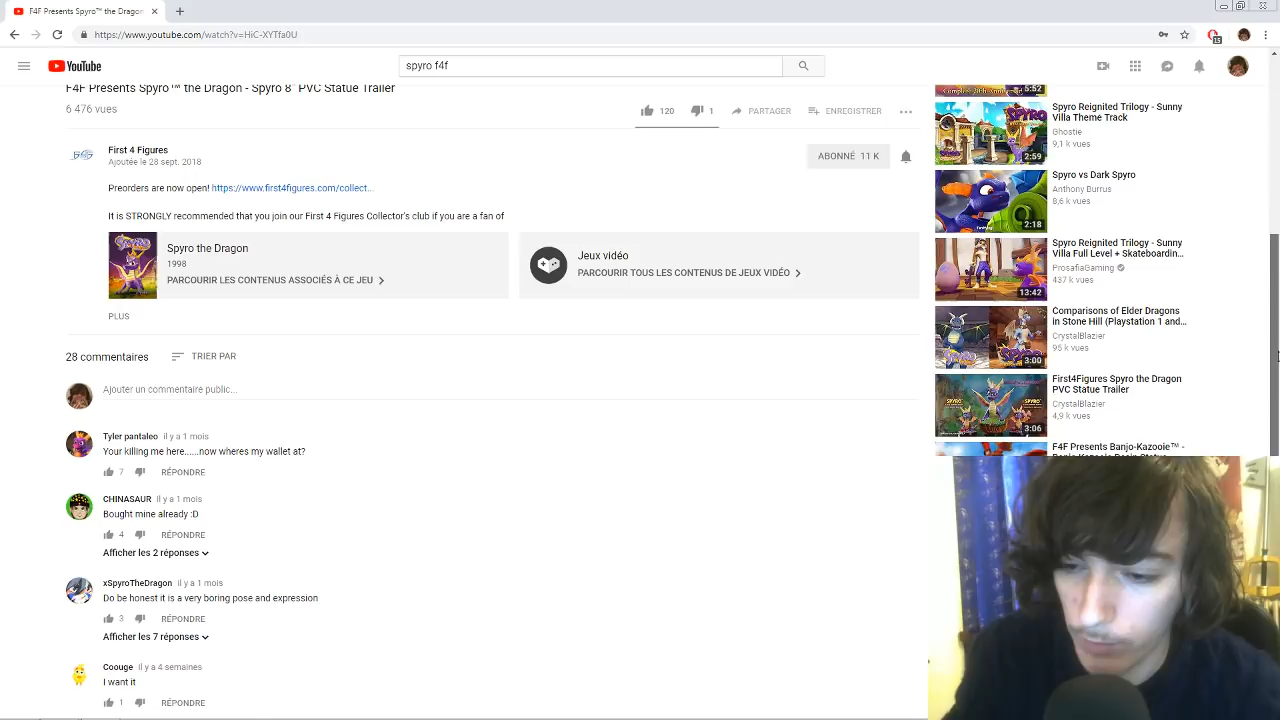 F4F Presents Spyro™ the Dragon
https://www.youtube.com/watch?v=HiC-XYTfa0U
15
YouTube
spyro f4f
F4F Presents Spyro™ the Dragon - Spyro 8" PVC Statue Trailer
6 476 vues
120
1
PARTAGER
ENREGISTRER
First 4 Figures
Ajoutée le 28 sept. 2018
ABONNÉ 11 K
Preorders are now open! https://www.first4figures.com/collect...
It is STRONGLY recommended that you join our First 4 Figures Collector's club if you are a fan of
Spyro the Dragon
1998
PARCOURIR LES CONTENUS ASSOCIÉS À CE JEU
Jeux vidéo
PARCOURIR TOUS LES CONTENUS DE JEUX VIDÉO
PLUS
28 commentaires
TRIER PAR
Ajouter un commentaire public...
Tyler pantaleo il y a 1 mois
Your killing me here......now wheres my wallet at?
7
RÉPONDRE
CHINASAUR il y a 1 mois
Bought mine already :D
4
RÉPONDRE
Afficher les 2 réponses
xSpyroTheDragon il y a 1 mois
Do be honest it is a very boring pose and expression
3
RÉPONDRE
Afficher les 7 réponses
Coouge il y a 4 semaines
I want it
1
RÉPONDRE
5:52
Spyro Reignited Trilogy - Sunny
Villa Theme Track
Ghostie
9,1 k vues
2:59
Spyro vs Dark Spyro
Anthony Burrus
8,6 k vues
2:18
Spyro Reignited Trilogy - Sunny
Villa Full Level + Skateboardin...
ProsafiaGaming
437 k vues
13:42
Comparisons of Elder Dragons
in Stone Hill (Playstation 1 and...
CrystalBlazier
95 k vues
3:00
First4Figures Spyro the Dragon
PVC Statue Trailer
CrystalBlazier
4,9 k vues
3:06
F4F Presents Banjo-Kazooie™ -